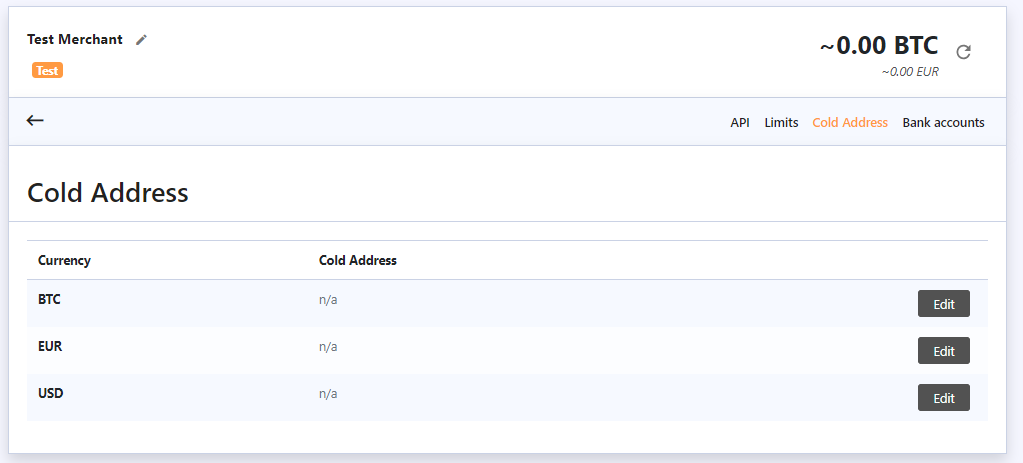 Test Merchant
~0.00 BTC
Test
~0.00 EUR
API Limits Cold Address Bank accounts
Cold Address
Currency Cold Address
BTC n/a Edit
EUR n/a Edit
USD n/a Edit